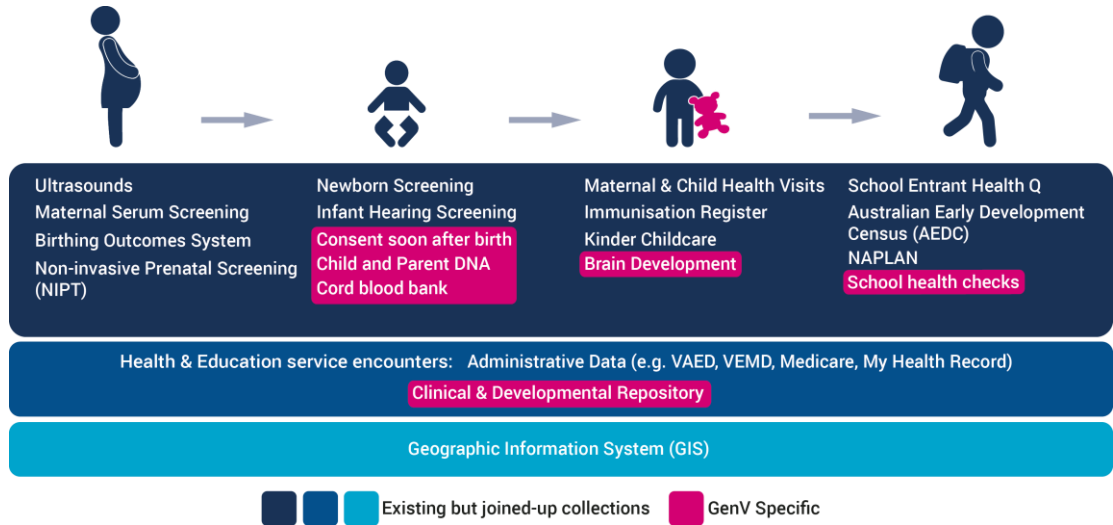 Ultrasounds
Maternal Serum Screening
Birthing Outcomes System
Non-invasive Prenatal Screening
(NIPT)
Newborn Screening
Infant Hearing Screening
Consent soon after birth
Child and Parent DNA
Cord blood bank
Maternal & Child Health Visits
Immunisation Register
Kinder Childcare
Brain Development
School Entrant Health Q
Australian Early Development
Census (AEDC)
NAPLAN
School health checks
Health & Education service encounters: Administrative Data (e.g. VAED, VEMD, Medicare, My Health Record)
Clinical & Developmental Repository
Geographic Information System (GIS)
Existing but joined-up collections
GenV Specific